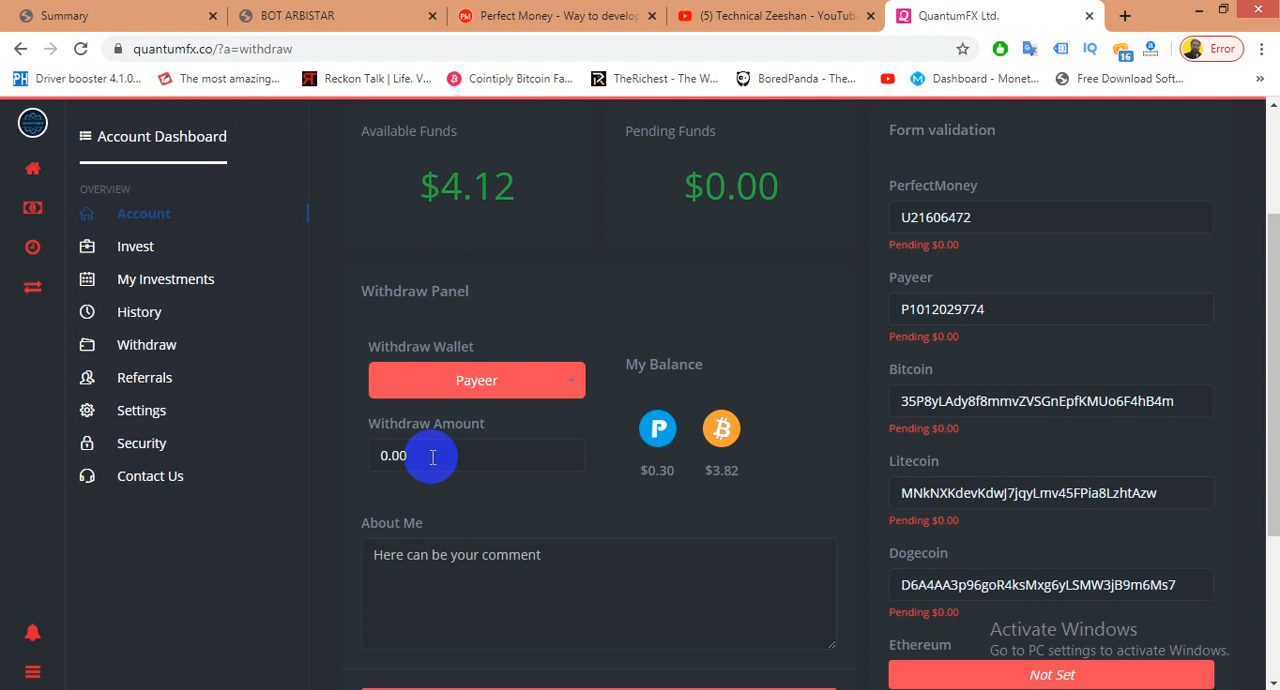 Summary
BOT ARBISTAR
Perfect Money - Way to develop
(5) Technical Zeeshan - YouTube
QuantumFX Ltd.
quantumfx.co/?a=withdraw
IQ
16
Error
Driver booster 4.1.0...
The most amazing...
Reckon Talk | Life. V...
Cointiply Bitcoin Fa...
TheRichest - The W...
BoredPanda - The...
Dashboard - Monet...
Free Download Soft...
»
Account Dashboard
OVERVIEW
Account
Invest
My Investments
History
Withdraw
Referrals
Settings
Security
Contact Us
Available Funds
$4.12
Pending Funds
$0.00
Withdraw Panel
Withdraw Wallet
Payeer
Withdraw Amount
0.00
My Balance
$0.30
$3.82
About Me
Here can be your comment
Form validation
PerfectMoney
U21606472
Pending $0.00
Payeer
P1012029774
Pending $0.00
Bitcoin
35P8yLAdy8f8mmvZVSGnEpfKMUo6F4hB4m
Pending $0.00
Litecoin
MNkNXKdevKdwJ7jqyLmv45FPia8LzhtAzw
Pending $0.00
Dogecoin
D6A4AA3p96goR4ksMxg6yLSMW3jB9m6Ms7
Pending $0.00
Ethereum
Not Set
Activate Windows
Go to PC settings to activate Windows.